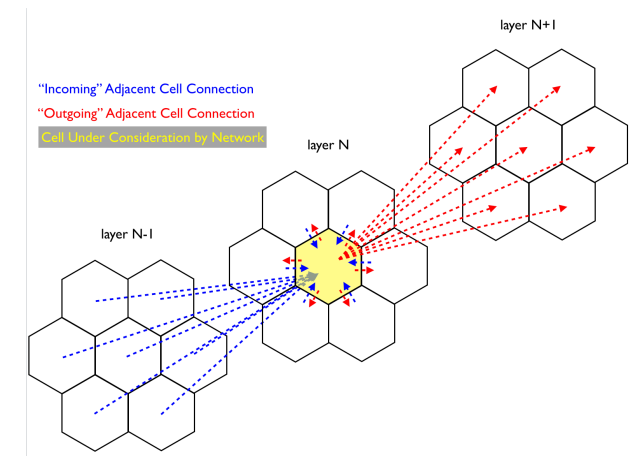 layer N+1
“Incoming” Adjacent Cell Connection
“Outgoing” Adjacent Cell Connection
Cell Under Consideration by Network
layer N
layer N-1